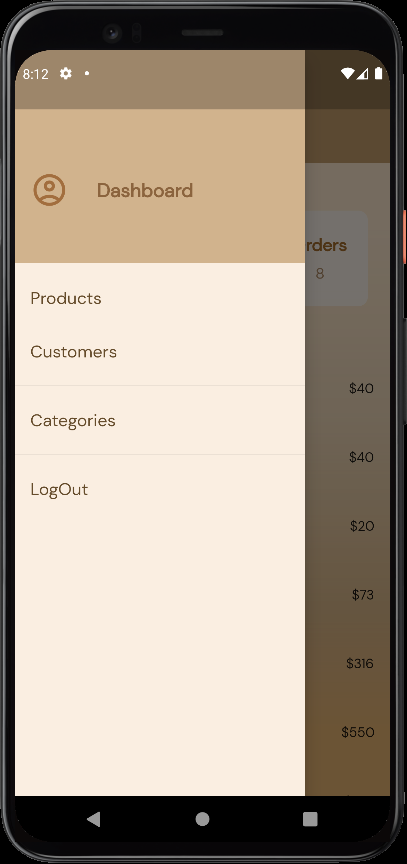 8:12
Dashboard
rders
8
Products
Customers
$40
Categories
$40
LogOut
$20
$73
$316
$550